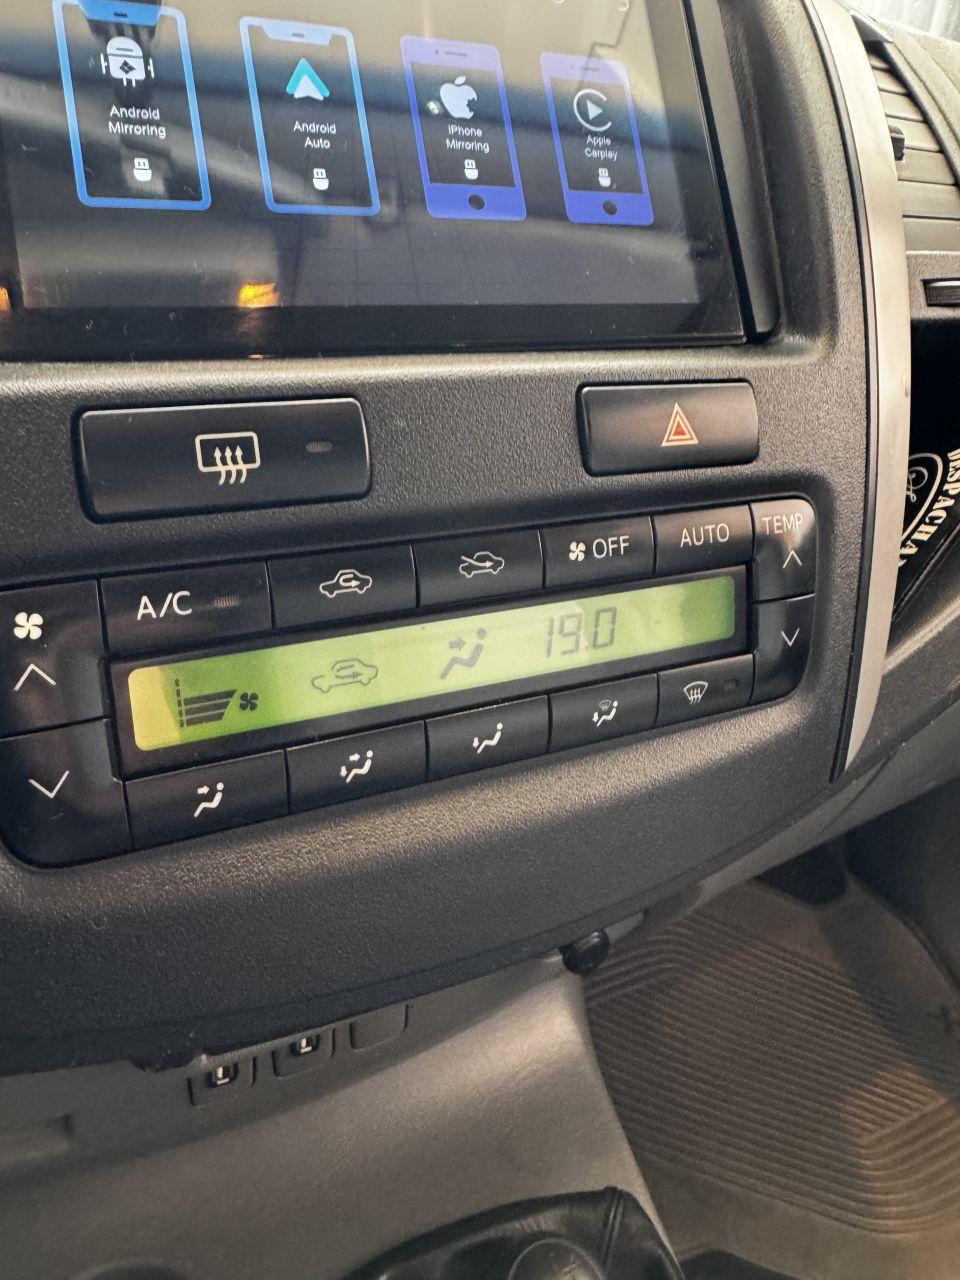 Android
Mirroring
Android
Auto
iPhone
Mirroring
Apple
Carplay
OFF
AUTO
TEMP
A/C
19.0